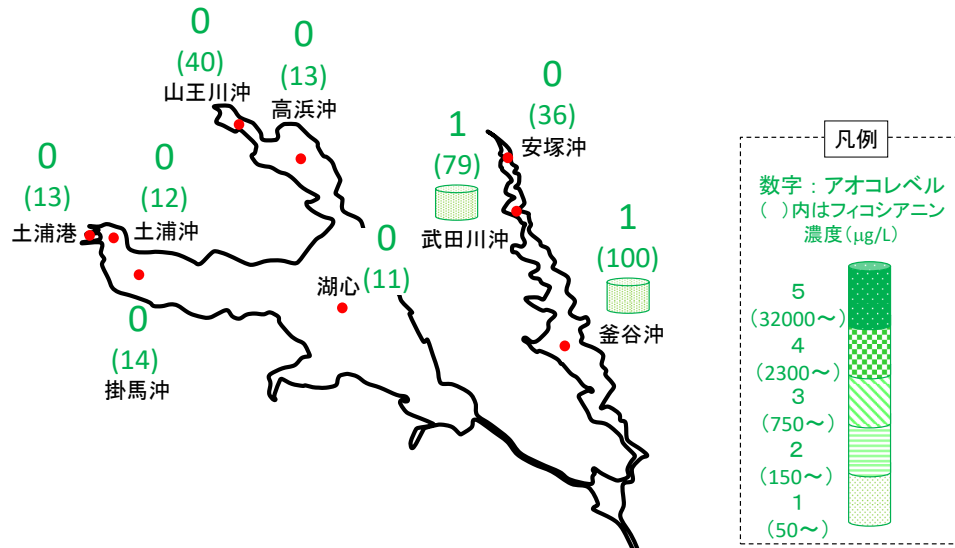 0
(40)
山王川沖
0
(13)
高浜沖
0
(36)
安塚沖
1
(79)
武田川沖
0
(13)
土浦港
0
(12)
土浦沖
0
(11)
湖心
1
(100)
釜谷沖
0
(14)
掛馬沖
凡例
数字：アオコレベル
(　)内はフィコシアニン
濃度(μg/L)
5
(32000～)
4
(2300～)
3
(750～)
2
(150～)
1
(50～)